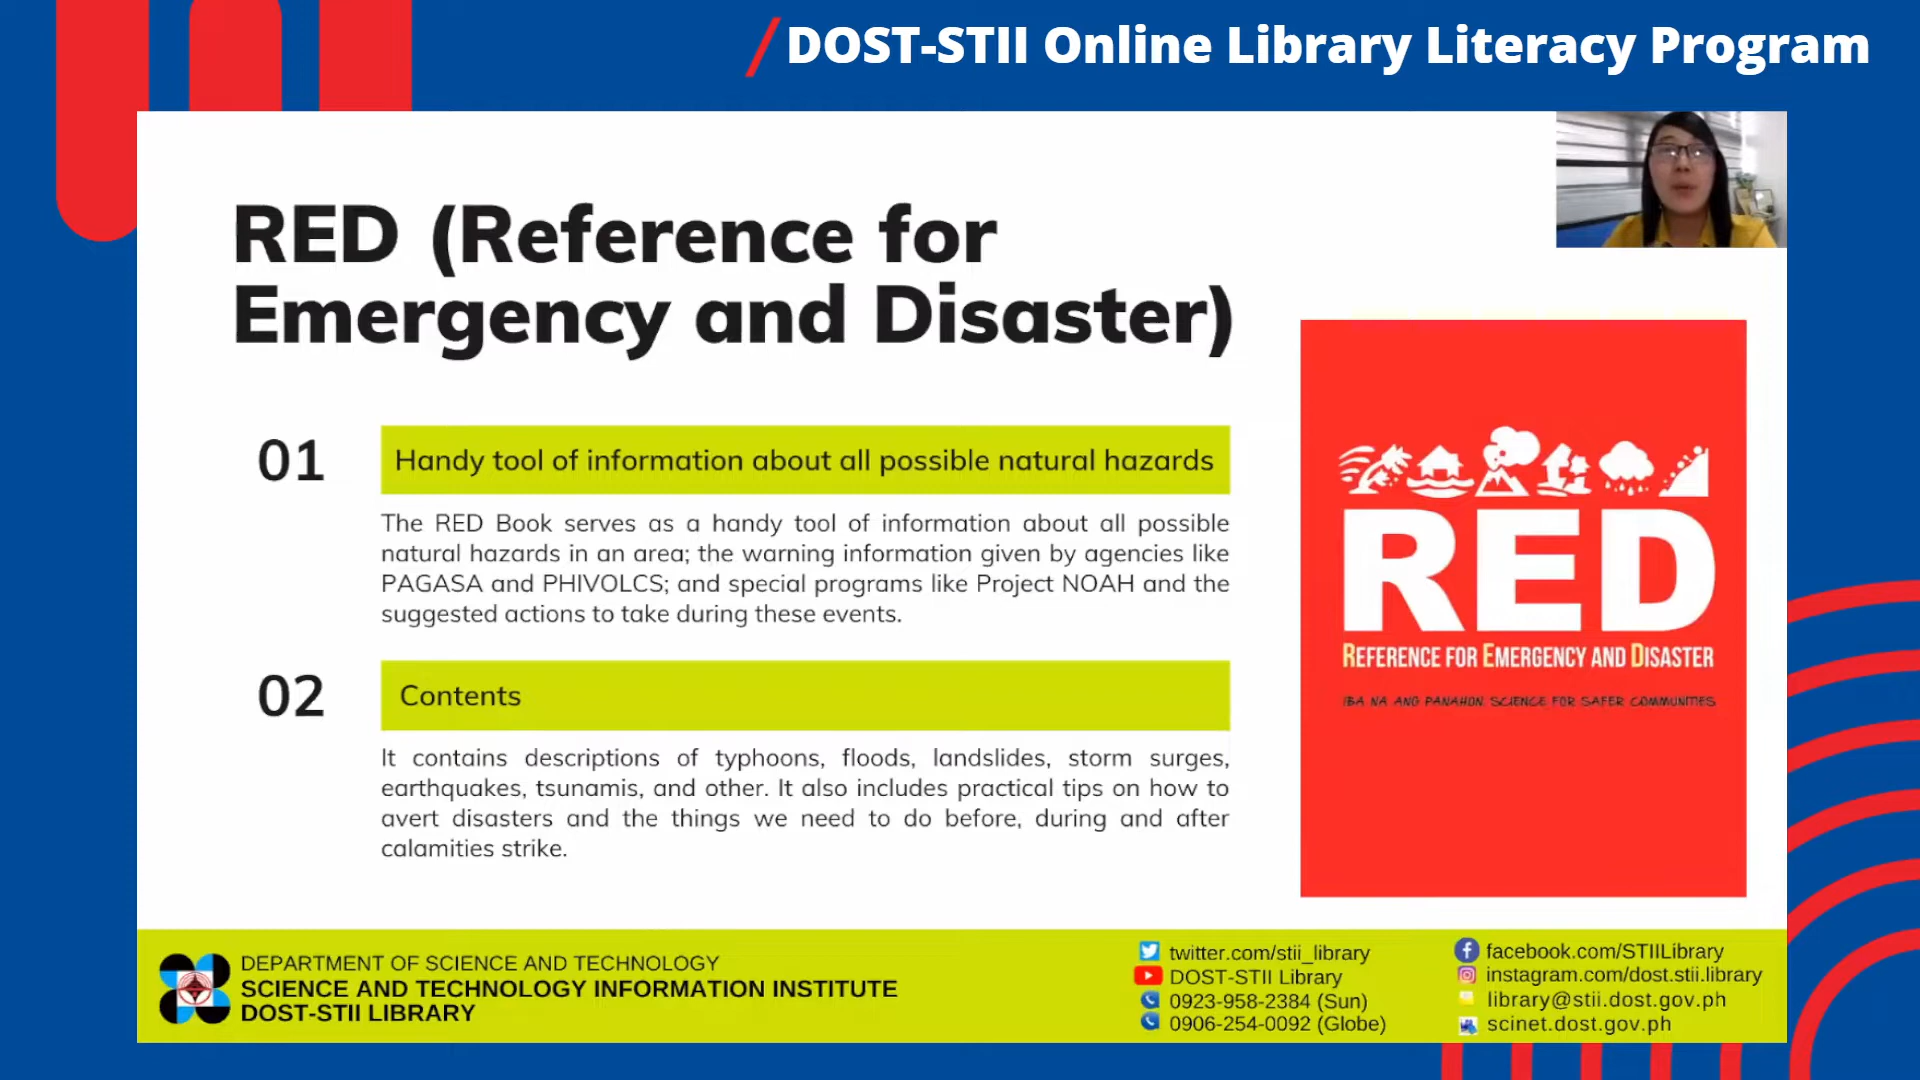 / DOST-STII Online Library Literacy Program
RED (Reference for
Emergency and Disaster)
01
Handy tool of information about all possible natural hazards
The RED Book serves as a handy tool of information about all possible
natural hazards in an area; the warning information given by agencies like
PAGASA and PHIVOLCS; and special programs like Project NOAH and the
suggested actions to take during these events.
02
Contents
It contains descriptions of typhoons, floods, landslides, storm surges,
earthquakes, tsunamis, and other. It also includes practical tips on how to
avert disasters and the things we need to do before, during and after
calamities strike.
RED
REFERENCE FOR EMERGENCY AND DISASTER
IBA NA ANG PANAHON. SCIENCE FOR SAFER COMMUNITIES
DEPARTMENT OF SCIENCE AND TECHNOLOGY
SCIENCE AND TECHNOLOGY INFORMATION INSTITUTE
DOST-STII LIBRARY
twitter.com/stii_library
DOST-STII Library
0923-958-2384 (Sun)
0906-254-0092 (Globe)
facebook.com/STIILibrary
instagram.com/dost.stii.library
library@stii.dost.gov.ph
scinet.dost.gov.ph